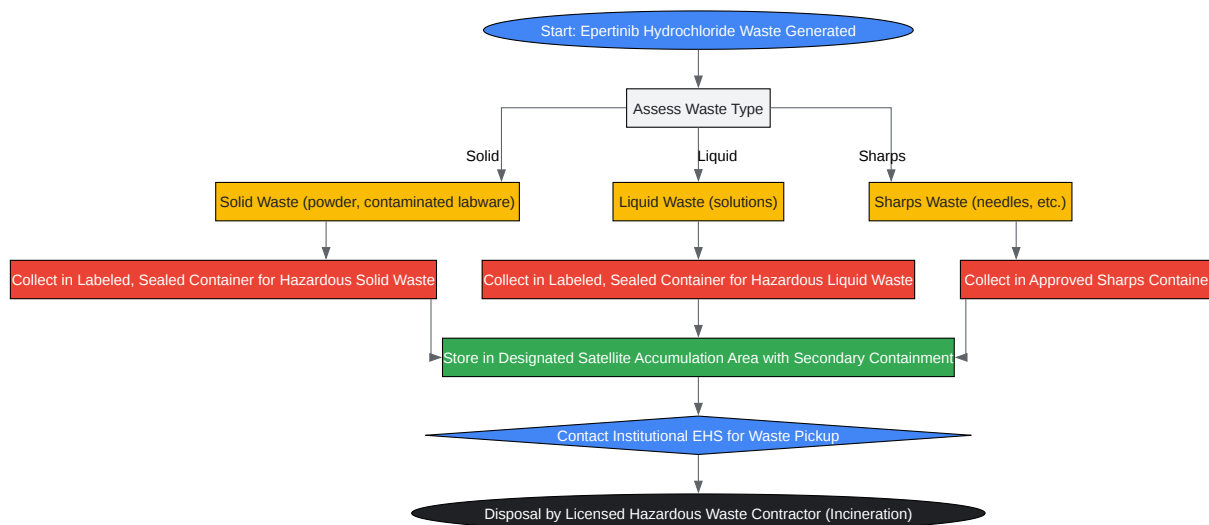 Start: Epertinib Hydrochloride Waste Generated
Assess Waste Type
Solid
Liquid
Sharps
Solid Waste (powder, contaminated labware)
Liquid Waste (solutions)
Sharps Waste (needles, etc.)
Collect in Labeled, Sealed Container for Hazardous Solid Waste
Collect in Labeled, Sealed Container for Hazardous Liquid Waste
Collect in Approved Sharps Containe
Store in Designated Satellite Accumulation Area with Secondary Containment
Contact Institutional EHS for Waste Pickup
Disposal by Licensed Hazardous Waste Contractor (Incineration)